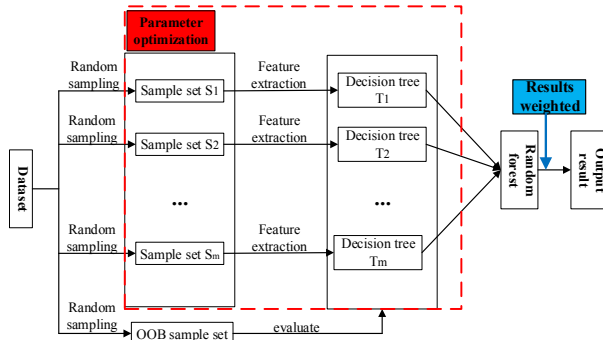 Parameter
optimization
Random
sampling
Sample set S1
Feature
extraction
Decision tree
T1
Results
weighted
Random
sampling
Sample set S2
Feature
extraction
Decision tree
T2
Dataset
...
...
Random
forest
Output
result
Random
sampling
Sample set Sm
Feature
extraction
Decision tree
Tm
Random
sampling
OOB sample set
evaluate